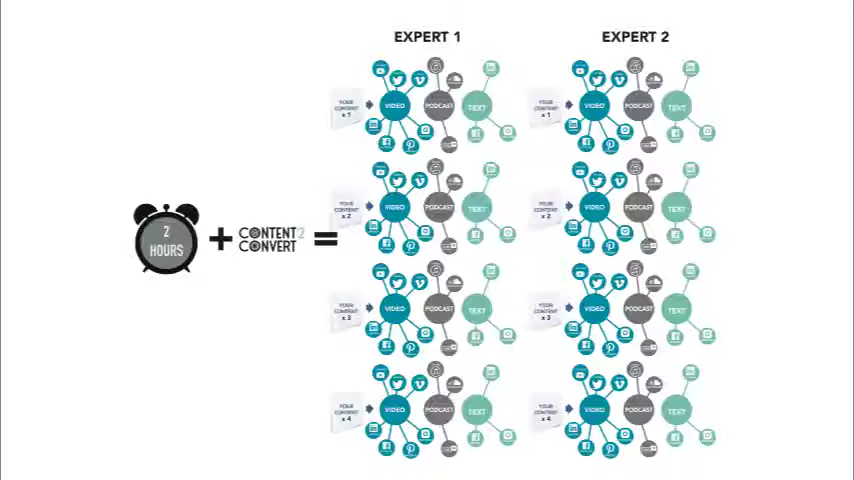 EXPERT 1
EXPERT 2
YOUR CONTENT x 1
VIDEO
PODCAST
TEXT
YOUR CONTENT x 1
VIDEO
PODCAST
TEXT
YOUR CONTENT x 2
VIDEO
PODCAST
TEXT
YOUR CONTENT x 2
VIDEO
PODCAST
TEXT
2
HOURS
+
CONTENT2
CONVERT
=
YOUR CONTENT x 3
VIDEO
PODCAST
TEXT
YOUR CONTENT x 3
VIDEO
PODCAST
TEXT
YOUR CONTENT x 4
VIDEO
PODCAST
TEXT
YOUR CONTENT x 4
VIDEO
PODCAST
TEXT